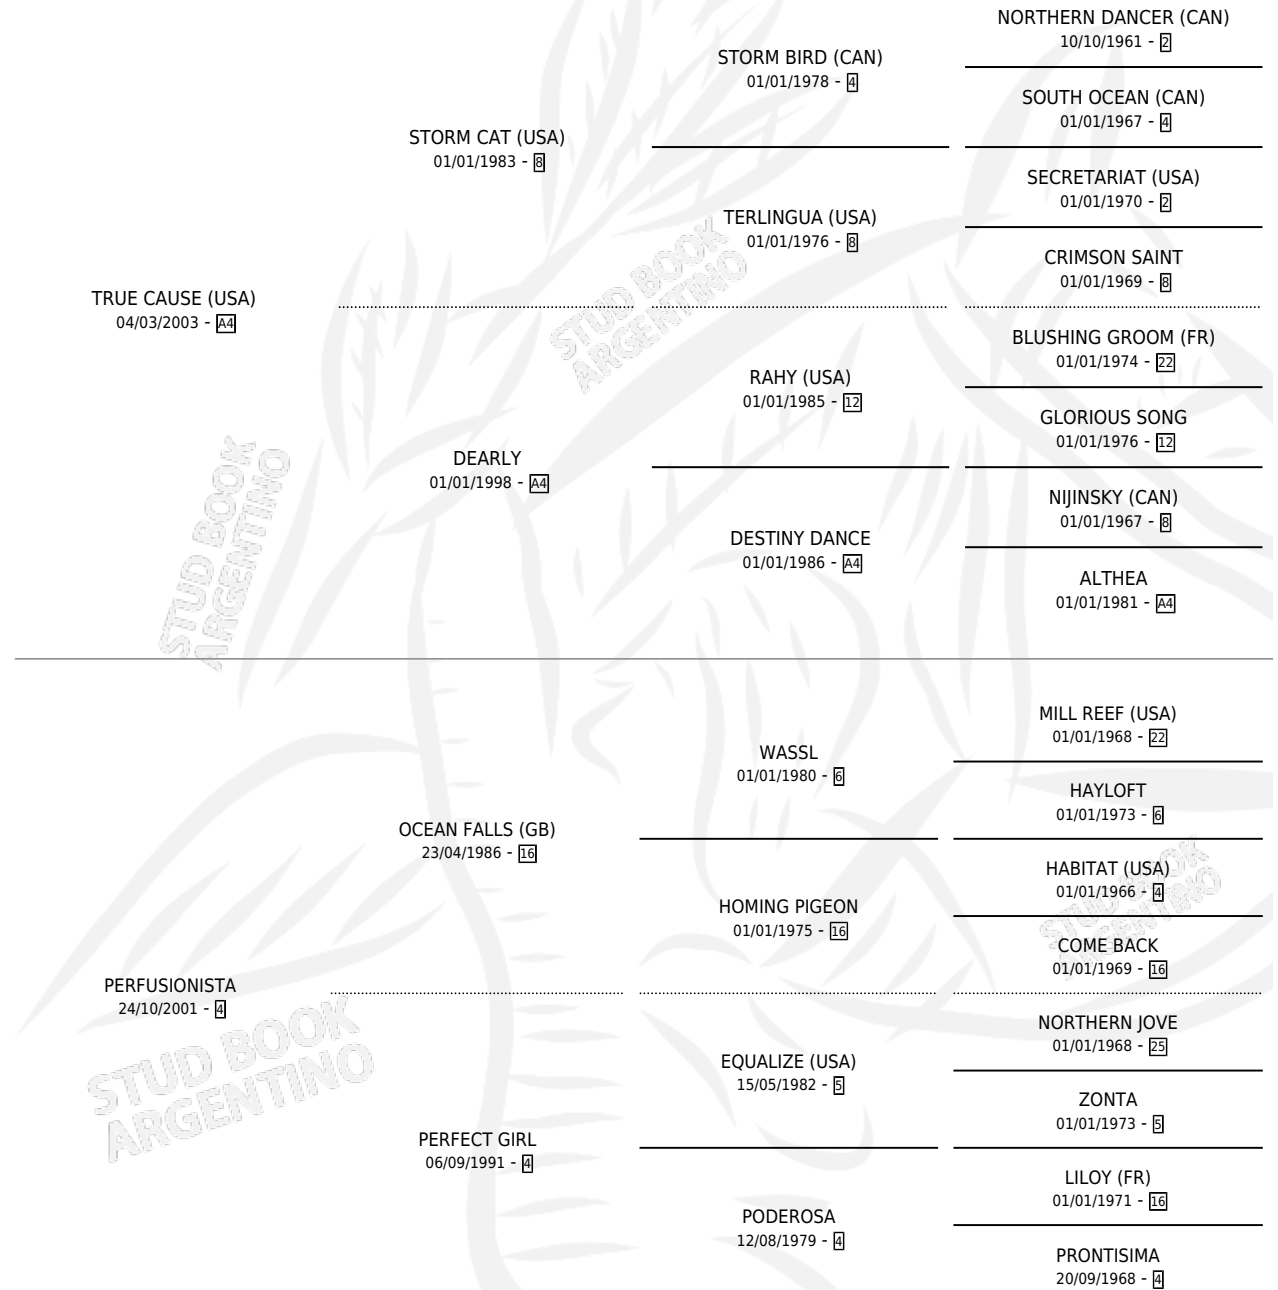 NORTHERN DANCER (CAN)
10/10/1961 - 2
STORM BIRD (CAN)
01/01/1978 - 4
SOUTH OCEAN (CAN)
01/01/1967 - 4
STORM CAT (USA)
01/01/1983 - 8
SECRETARIAT (USA)
01/01/1970 - 2
TERLINGUA (USA)
01/01/1976 - 8
CRIMSON SAINT
01/01/1969 - 8
TRUE CAUSE (USA)
04/03/2003 - A4
STUD BOOK
ARGENTINO
BLUSHING GROOM (FR)
01/01/1974 - 22
RAHY (USA)
01/01/1985 - 12
GLORIOUS SONG
01/01/1976 - 12
DEARLY
01/01/1998 - A4
NIJINSKY (CAN)
01/01/1967 - 8
DESTINY DANCE
01/01/1986 - A4
ALTHEA
01/01/1981 - A4
STUD BOOK
ARGENTINO
MILL REEF (USA)
01/01/1968 - 22
WASSL
01/01/1980 - 6
HAYLOFT
01/01/1973 - 6
OCEAN FALLS (GB)
23/04/1986 - 16
HABITAT (USA)
01/01/1966 - 4
HOMING PIGEON
01/01/1975 - 16
COME BACK
01/01/1969 - 16
STUD BOOK
ARGENTINO
PERFUSIONISTA
24/10/2001 - 4
STUD BOOK
ARGENTINO
NORTHERN JOVE
01/01/1968 - 25
EQUALIZE (USA)
15/05/1982 - 5
ZONTA
01/01/1973 - 5
PERFECT GIRL
06/09/1991 - 4
LILOY (FR)
01/01/1971 - 16
PODEROSA
12/08/1979 - 4
PRONTISIMA
20/09/1968 - 4